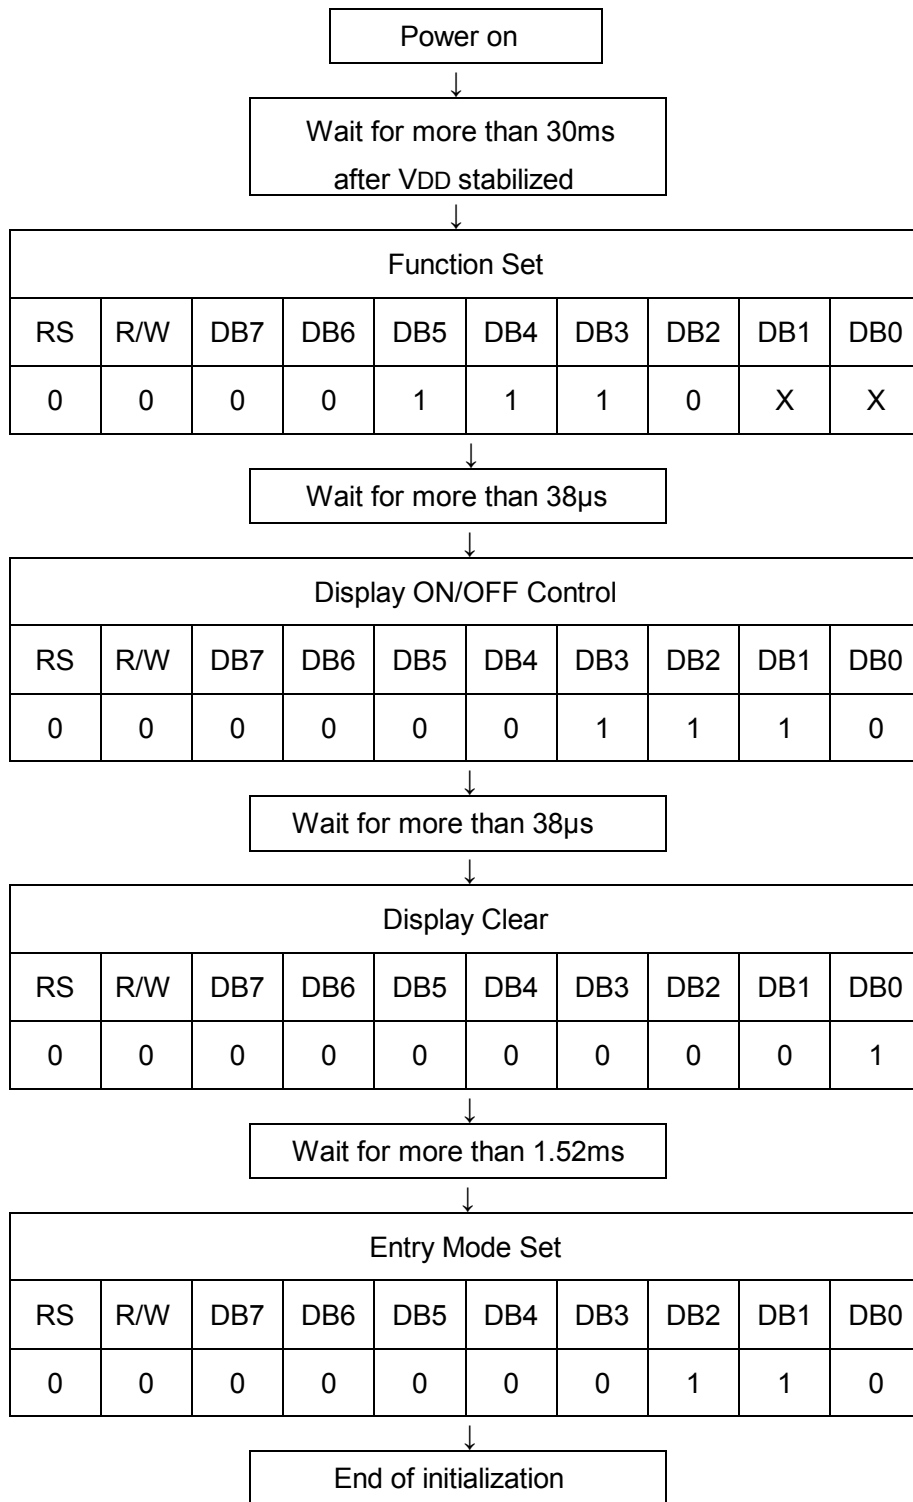 Power on
↓
Wait for more than 30ms
after VDD stabilized
↓
Function Set
RS R/W DB7 DB6 DB5 DB4 DB3 DB2 DB1 DB0
0 0 0 0 1 1 1 0 X X
↓
Wait for more than 38µs
↓
Display ON/OFF Control
RS R/W DB7 DB6 DB5 DB4 DB3 DB2 DB1 DB0
0 0 0 0 0 0 1 1 1 0
↓
Wait for more than 38µs
↓
Display Clear
RS R/W DB7 DB6 DB5 DB4 DB3 DB2 DB1 DB0
0 0 0 0 0 0 0 0 0 1
↓
Wait for more than 1.52ms
↓
Entry Mode Set
RS R/W DB7 DB6 DB5 DB4 DB3 DB2 DB1 DB0
0 0 0 0 0 0 0 1 1 0
↓
End of initialization